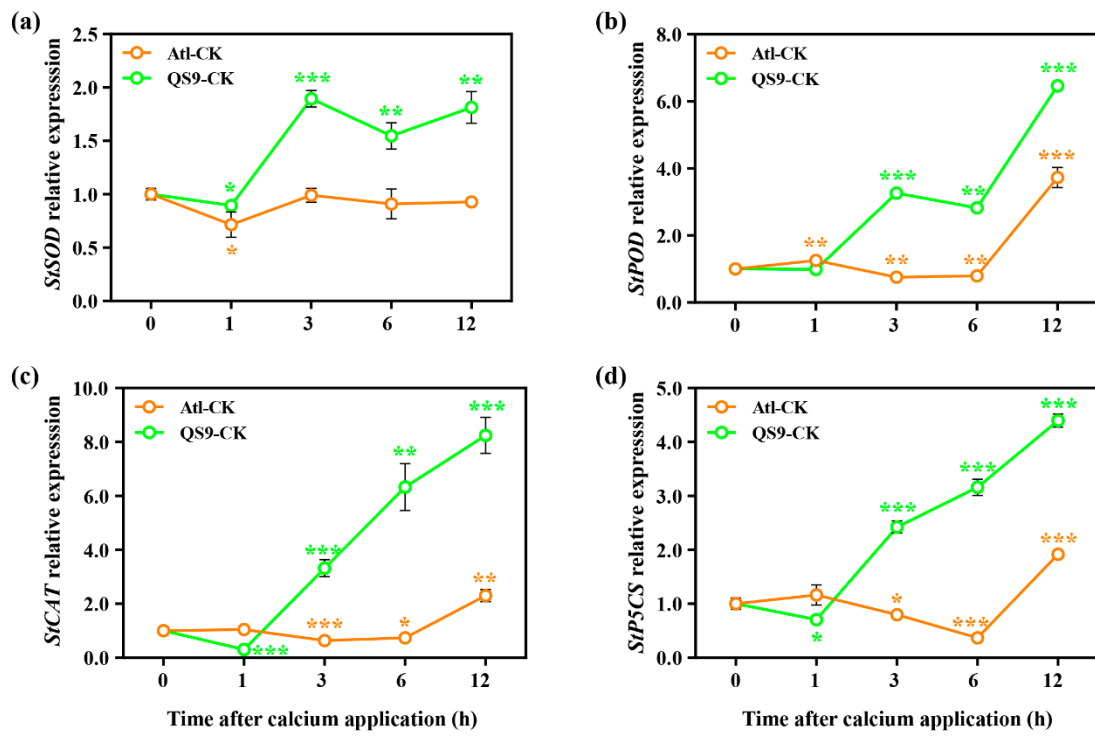 (a)
StSOD relative expression
2.5
2.0
1.5
1.0
0.5
0.0
Atl-CK
QS9-CK
*
***
**
**
*
0 1 3 6 12
(b)
StPOD relative expression
8.0
6.0
4.0
2.0
0.0
Atl-CK
QS9-CK
***
***
***
**
**
**
**
0 1 3 6 12
(c)
StCAT relative expression
10.0
8.0
6.0
4.0
2.0
0.0
Atl-CK
QS9-CK
***
**
***
**
***
*
***
0 1 3 6 12
Time after calcium application (h)
(d)
StP5CS relative expresssion
5.0
4.0
3.0
2.0
1.0
0.0
Atl-CK
QS9-CK
***
***
***
***
*
***
*
0 1 3 6 12
Time after calcium application (h)